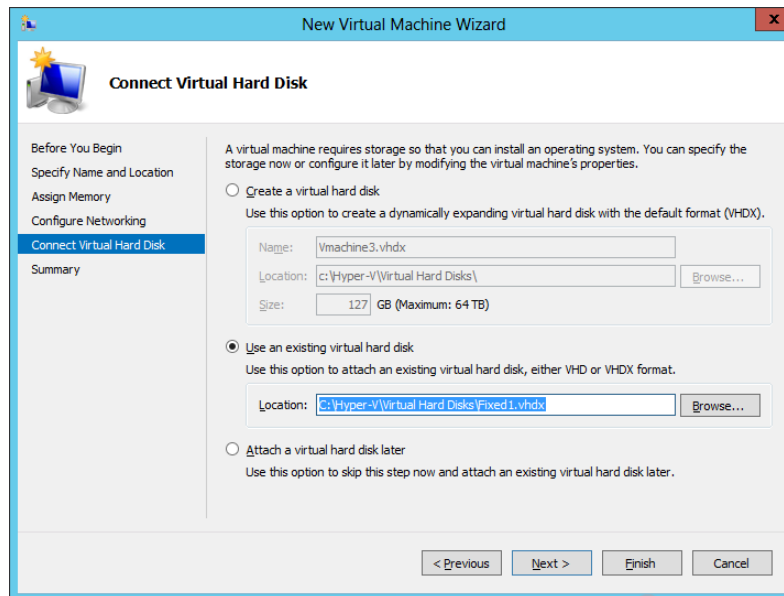 New Virtual Machine Wizard
x
Connect Virtual Hard Disk
Before You Begin
Specify Name and Location
Assign Memory
Configure Networking
Connect Virtual Hard Disk
Summary
A virtual machine requires storage so that you can install an operating system. You can specify the
storage now or configure it later by modifying the virtual machine's properties.
Create a virtual hard disk
Use this option to create a dynamically expanding virtual hard disk with the default format (VHDX).
Name: Vmachine3.vhdx
Location: c:\Hyper-V\Virtual Hard Disks\ Browse...
Size: 127 GB (Maximum: 64 TB)
Use an existing virtual hard disk
Use this option to attach an existing virtual hard disk, either VHD or VHDX format.
Location: C:\Hyper-V\Virtual Hard Disks\Fixed1.vhdx Browse...
Attach a virtual hard disk later
Use this option to skip this step now and attach an existing virtual hard disk later.
< Previous Next > Finish Cancel